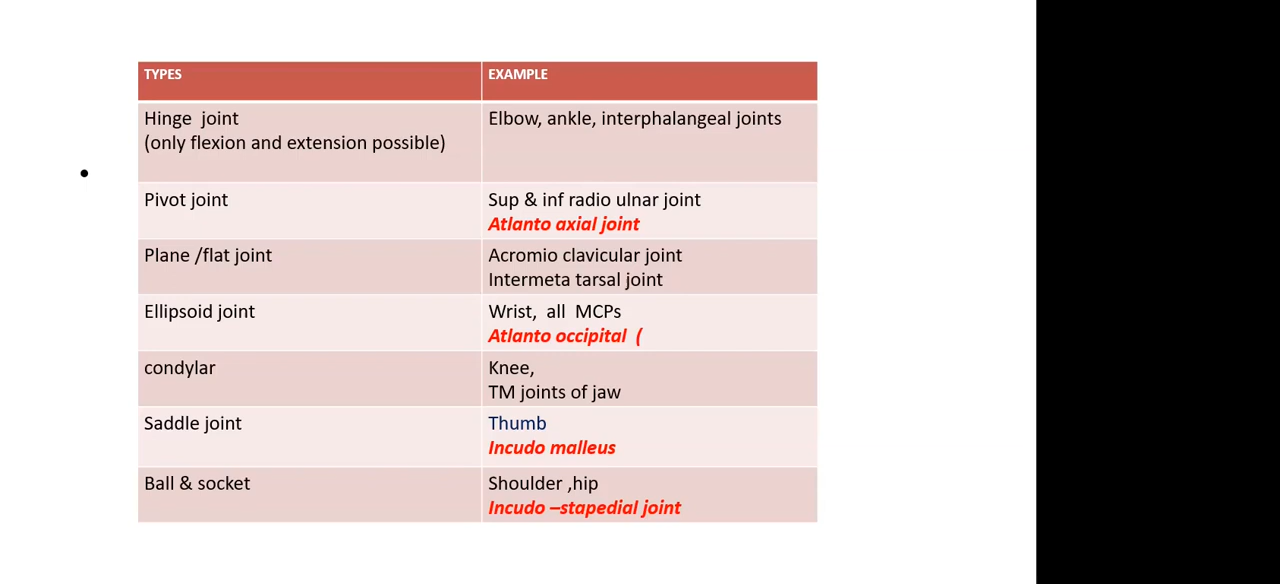 TYPES
EXAMPLE
Hinge joint
(only flexion and extension possible)
Elbow, ankle, interphalangeal joints
Pivot joint
Sup & inf radio ulnar joint
Atlanto axial joint
Plane /flat joint
Acromio clavicular joint
Intermeta tarsal joint
Ellipsoid joint
Wrist, all MCPs
Atlanto occipital (
condylar
Knee,
TM joints of jaw
Saddle joint
Thumb
Incudo malleus
Ball & socket
Shoulder ,hip
Incudo –stapedial joint